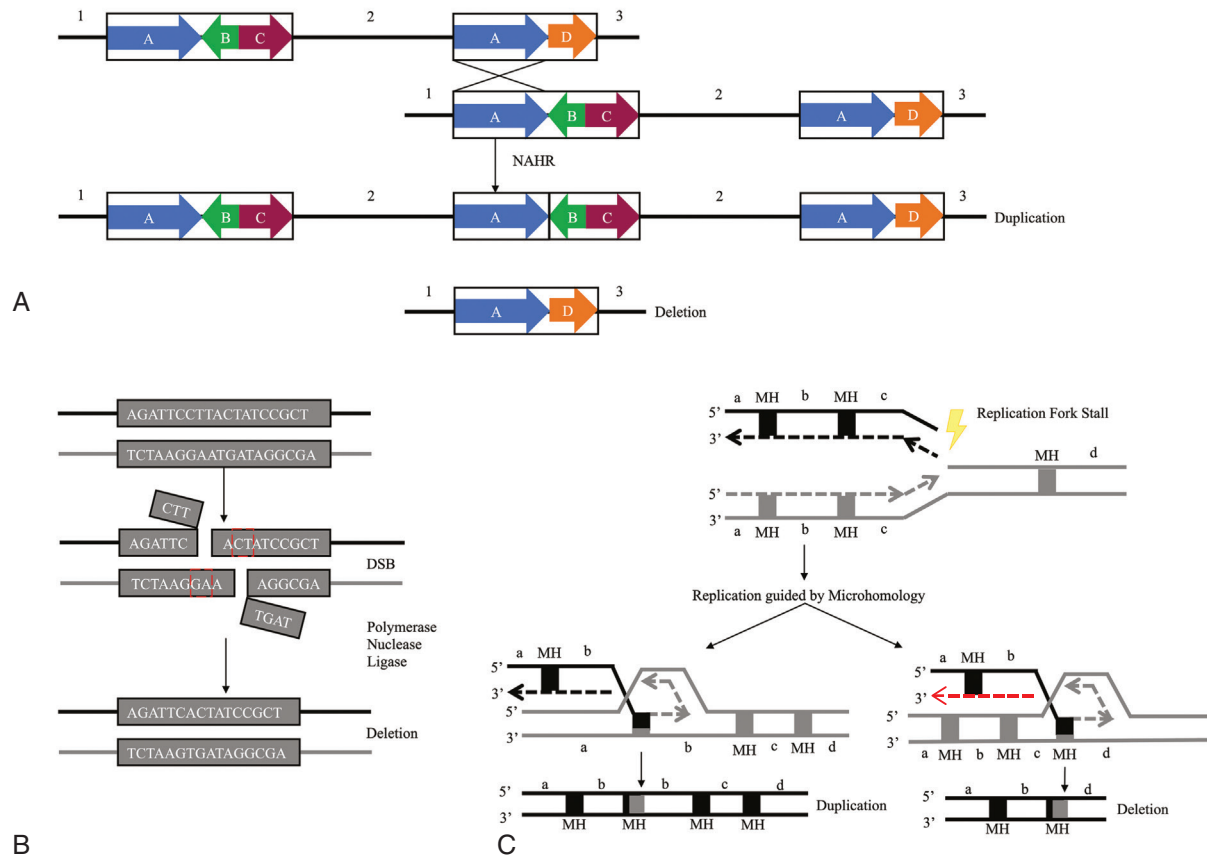 1 2 3
A B C A D
1 2 3
A B C A D
NAHR
1 2 2 3
A B C A B C A D
Duplication
1 3
A D
Deletion
A
AGATTCCTTACTATCCGCT
TCTAAGGAATGATAGGCGA
CTT
AGATTC ACTATCCGCT
DSB
TCTAAGGAA AGGCGA
TGAT
Polymerase
Nuclease
Ligase
AGATTCACTATCCGCT
Deletion
TCTAAGTGATAGGCGA
B
a MH b MH c
5’
3’
Replication Fork Stall
MH d
5’
3’
a MH b MH c
Replication guided by Microhomology
a MH b
5’
3’
5’
3’
a b MH c MH d
a b b c d
5’
3’
MH MH MH MH
Duplication
a MH b
5’
3’
5’
3’
a MH b MH c MH d
a b d
5’
3’
MH MH
Deletion
C